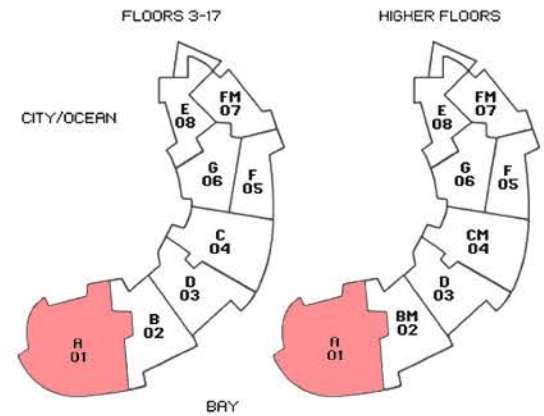 FLOORS 3-17
HIGHER FLOORS
CITY/OCEAN
E
08
FM
07
G
06
F
05
C
04
D
03
B
02
A
01
E
08
FM
07
G
06
F
05
CM
04
D
03
BM
02
A
01
BAY